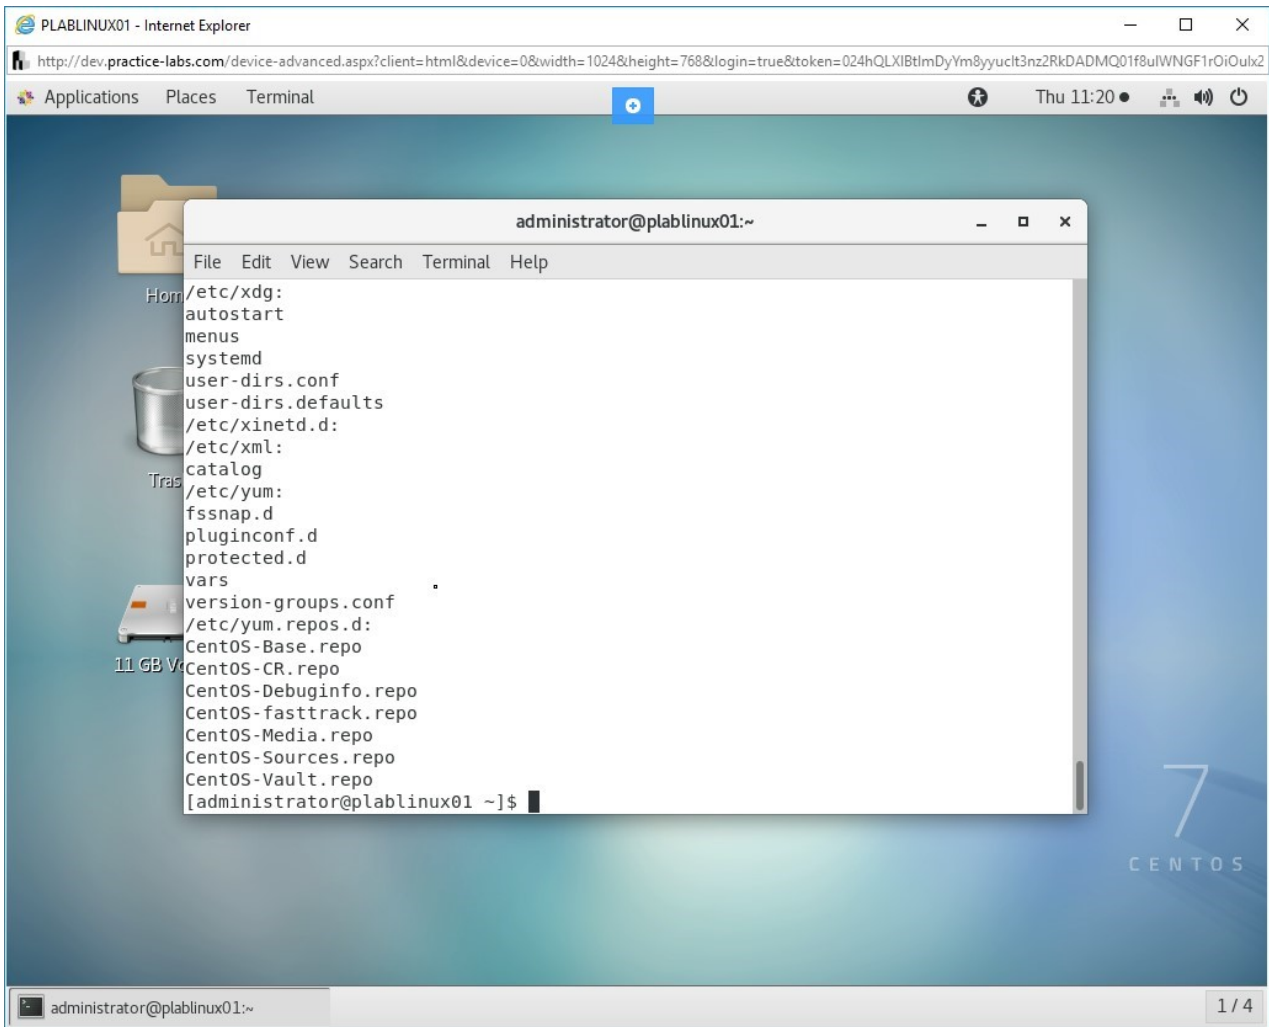 PLABLINUX01 - Internet Explorer
http://dev.practice-labs.com/device-advanced.aspx?client=html&device=0&width=1024&height=768&login=true&token=
Applications Places Terminal
Thu 11:20
administrator@plablinux01:~
File Edit View Search Terminal Help
Hom
/etc/xdg:
autostart
menus
systemd
user-dirs.conf
user-dirs.defaults
/etc/xinetd.d:
/etc/xml:
catalog
Tras
/etc/yum:
fssnap.d
pluginconf.d
protected.d
vars
version-groups.conf
/etc/yum.repos.d:
CentOS-Base.repo
11 GB Vo
CentOS-CR.repo
CentOS-Debuginfo.repo
CentOS-fasttrack.repo
CentOS-Media.repo
CentOS-Sources.repo
CentOS-Vault.repo
[administrator@plablinux01 ~]$
7
CENTOS
administrator@plablinux01:~
1 / 4